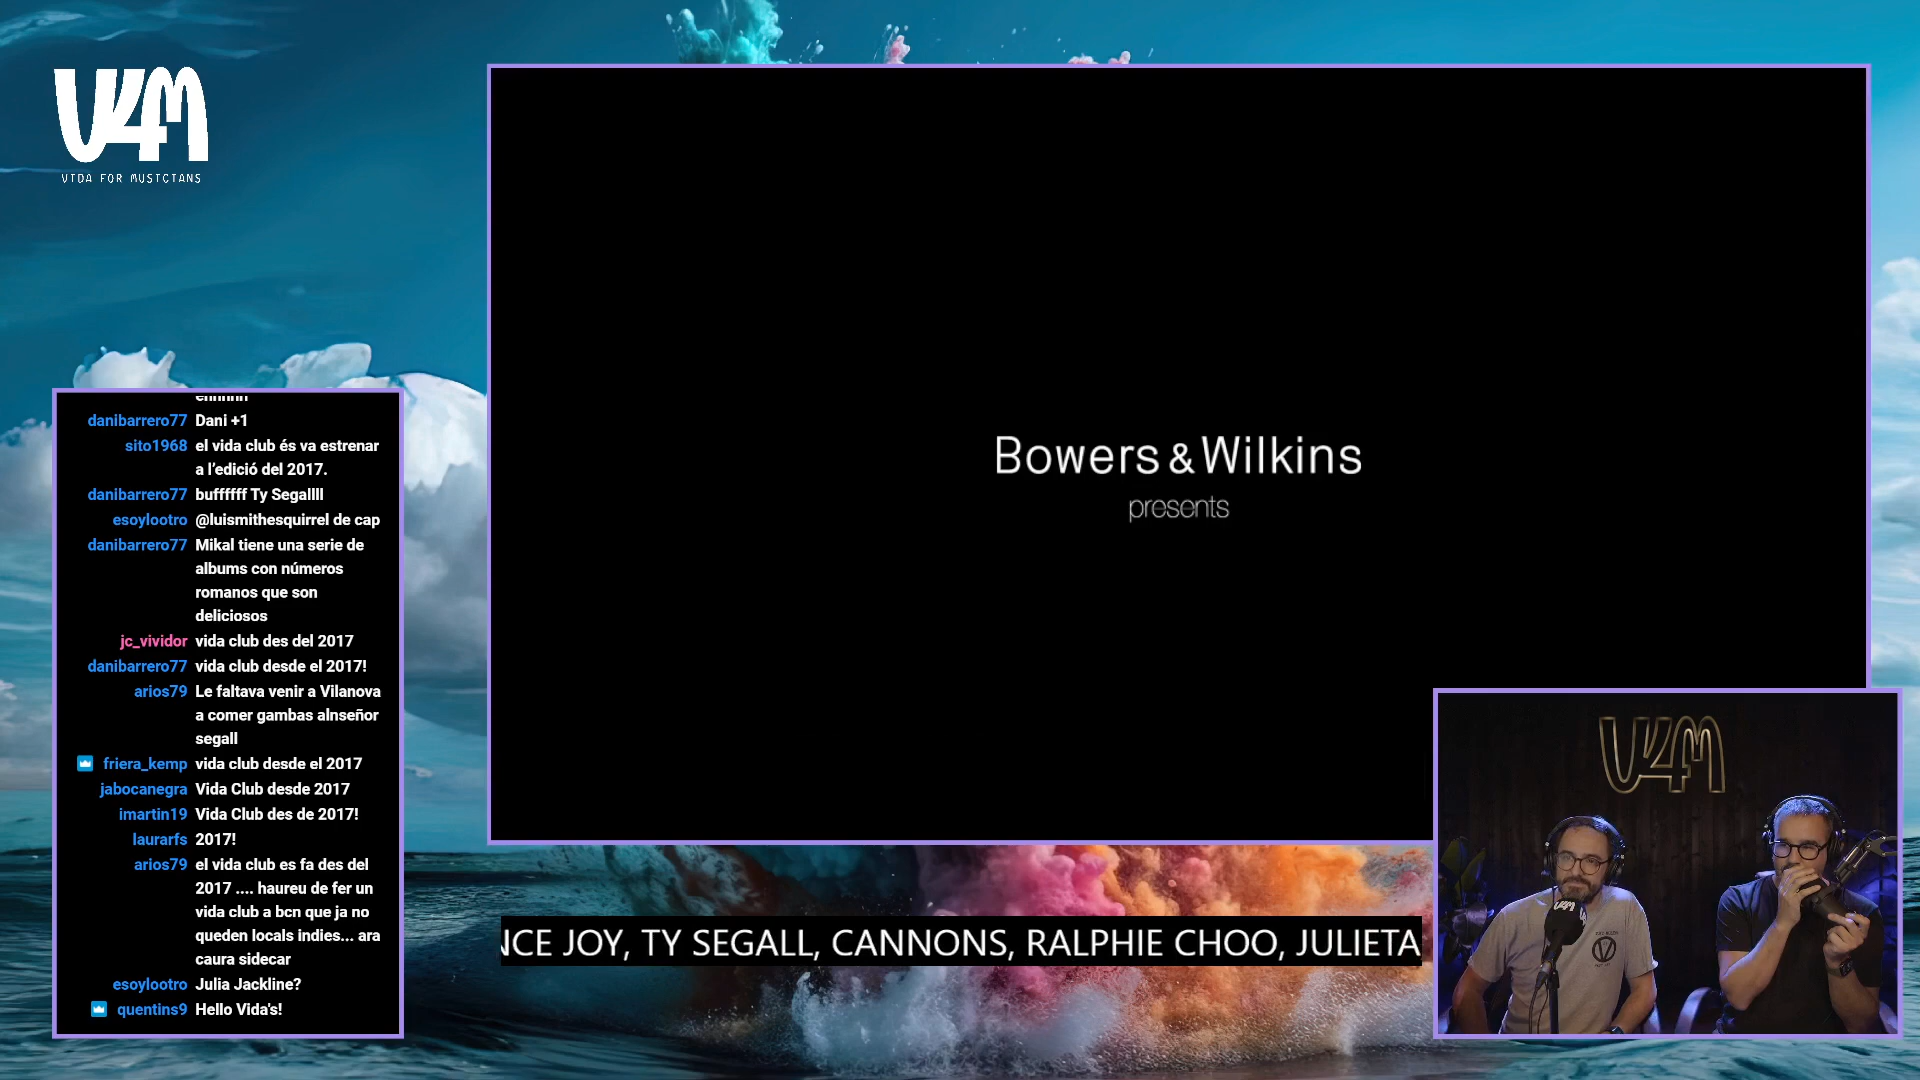 V4M
VIDA FOR MUSICIANS
ehhhhh
danibarrero77 Dani +1
sito1968 el vida club és va estrenar
a l'edició del 2017.
danibarrero77 buffffff Ty Segallll
esoylootro @luismithesquirrel de cap
danibarrero77 Mikal tiene una serie de
albums con números
romanos que son
deliciosos
jc_vividor vida club des del 2017
danibarrero77 vida club desde el 2017!
arios79 Le faltava venir a Vilanova
a comer gambas alnseñor
segall
friera_kemp vida club desde el 2017
jabocanegra Vida Club desde 2017
imartin19 Vida Club des de 2017!
laurarfs 2017!
arios79 el vida club es fa des del
2017 .... haureu de fer un
vida club a bcn que ja no
queden locals indies... ara
caura sidecar
esoylootro Julia Jackline?
quentins9 Hello Vida's!
Bowers & Wilkins
presents
NCE JOY, TY SEGALL, CANNONS, RALPHIE CHOO, JULIETA
V4M
V4M